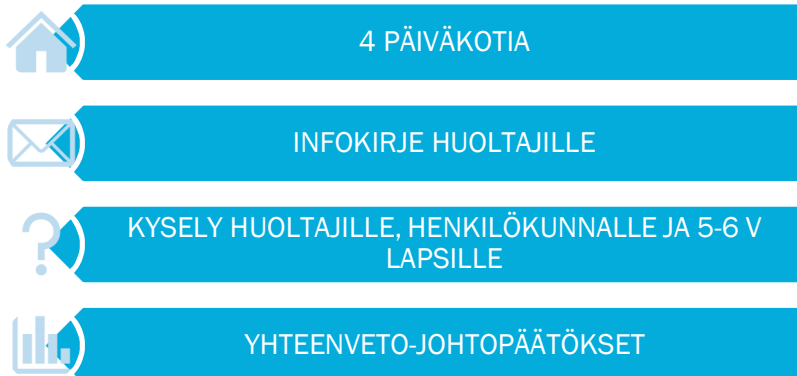 4 PÄIVÄKOTIA
INFOKIRJE HUOLTAJILLE
KYSELY HUOLTAJILLE, HENKILÖKUNNALLE JA 5-6 V
LAPSILLE
YHTEENVETO-JOHTOPÄÄTÖKSET